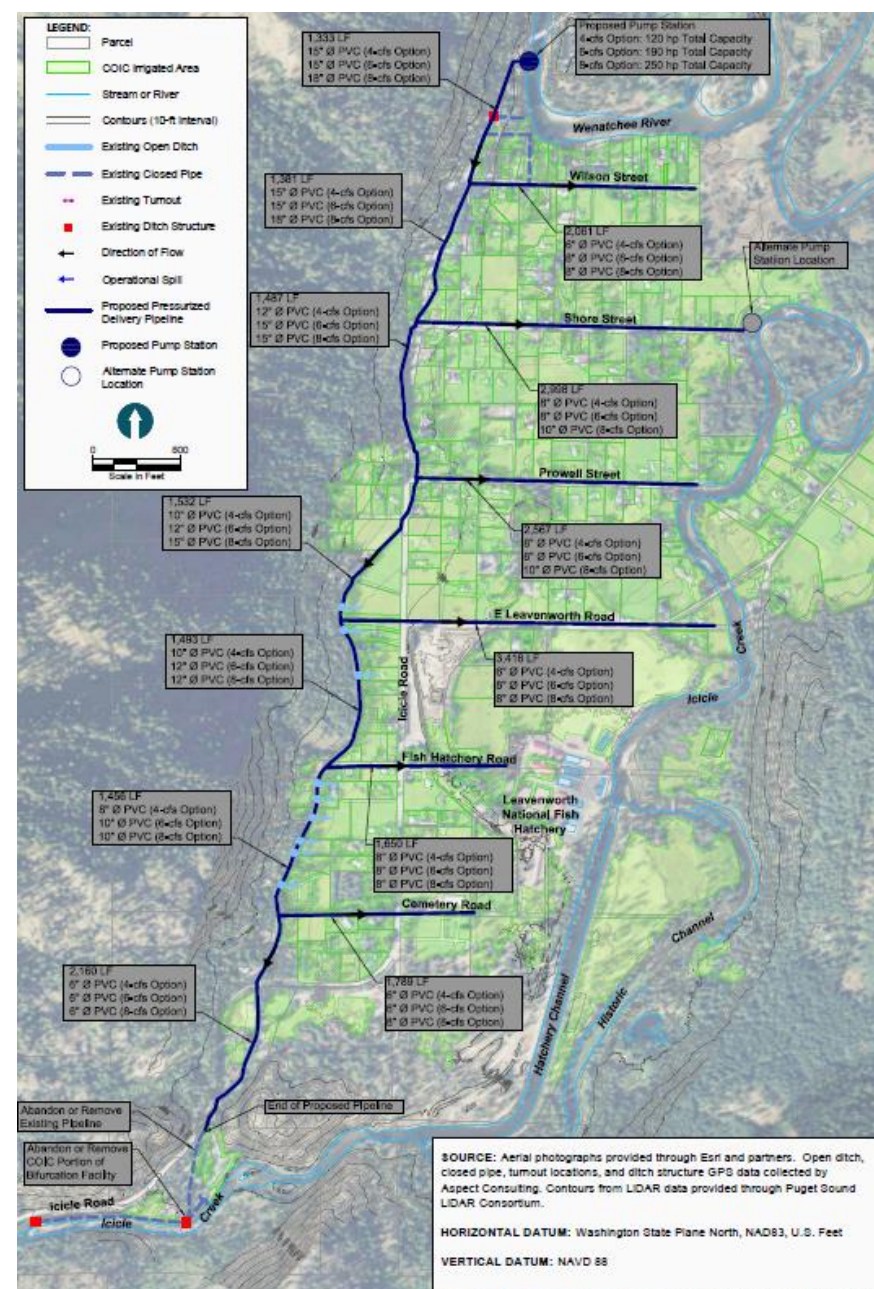 LEGEND:
Parcel
COIC Irrigated Area
Stream or River
Contours (10-ft Interval)
Existing Open Ditch
Existing Closed Pipe
Existing Turnout
Existing Ditch Structure
Direction of Flow
Operational Spill
Proposed Pressurized
Delivery Pipeline
Proposed Pump Station
Alternate Pump Station
Location
0 600
Scale in Feet
1,333 LF
15" Ø PVC (4-cfs Option)
15" Ø PVC (6-cfs Option)
18" Ø PVC (8-cfs Option)
Proposed Pump Station
4-cfs Option: 120 hp Total Capacity
6-cfs Option: 190 hp Total Capacity
8-cfs Option: 250 hp Total Capacity
Wenatchee River
Wilson Street
1,381 LF
15" Ø PVC (4-cfs Option)
15" Ø PVC (6-cfs Option)
18" Ø PVC (8-cfs Option)
2,081 LF
6" Ø PVC (4-cfs Option)
8" Ø PVC (6-cfs Option)
8" Ø PVC (8-cfs Option)
Alternate Pump
Station Location
1,487 LF
12" Ø PVC (4-cfs Option)
15" Ø PVC (6-cfs Option)
15" Ø PVC (8-cfs Option)
Shore Street
2,998 LF
8" Ø PVC (4-cfs Option)
8" Ø PVC (6-cfs Option)
10" Ø PVC (8-cfs Option)
Prowell Street
1,532 LF
10" Ø PVC (4-cfs Option)
12" Ø PVC (6-cfs Option)
15" Ø PVC (8-cfs Option)
2,567 LF
8" Ø PVC (4-cfs Option)
8" Ø PVC (6-cfs Option)
10" Ø PVC (8-cfs Option)
E Leavenworth Road
1,493 LF
10" Ø PVC (4-cfs Option)
12" Ø PVC (6-cfs Option)
12" Ø PVC (8-cfs Option)
3,418 LF
8" Ø PVC (4-cfs Option)
8" Ø PVC (6-cfs Option)
8" Ø PVC (8-cfs Option)
Icicle Road
Icicle
Creek
Fish Hatchery Road
Leavenworth
National Fish
Hatchery
1,456 LF
8" Ø PVC (4-cfs Option)
10" Ø PVC (6-cfs Option)
10" Ø PVC (8-cfs Option)
1,650 LF
8" Ø PVC (4-cfs Option)
8" Ø PVC (6-cfs Option)
8" Ø PVC (8-cfs Option)
Cemetery Road
2,160 LF
6" Ø PVC (4-cfs Option)
6" Ø PVC (6-cfs Option)
6" Ø PVC (8-cfs Option)
1,789 LF
6" Ø PVC (4-cfs Option)
6" Ø PVC (6-cfs Option)
8" Ø PVC (8-cfs Option)
Hatchery Channel
Historic
Channel
End of Proposed Pipeline
Abandon or Remove
Existing Pipeline
Abandon or Remove
COIC Portion of
Bifurcation Facility
Icicle Road
Icicle
Creek
SOURCE: Aerial photographs provided through Esri and partners. Open ditch,
closed pipe, turnout locations, and ditch structure GPS data collected by
Aspect Consulting. Contours from LIDAR data provided through Puget Sound
LIDAR Consortium.
HORIZONTAL DATUM: Washington State Plane North, NAD83, U.S. Feet
VERTICAL DATUM: NAVD 88